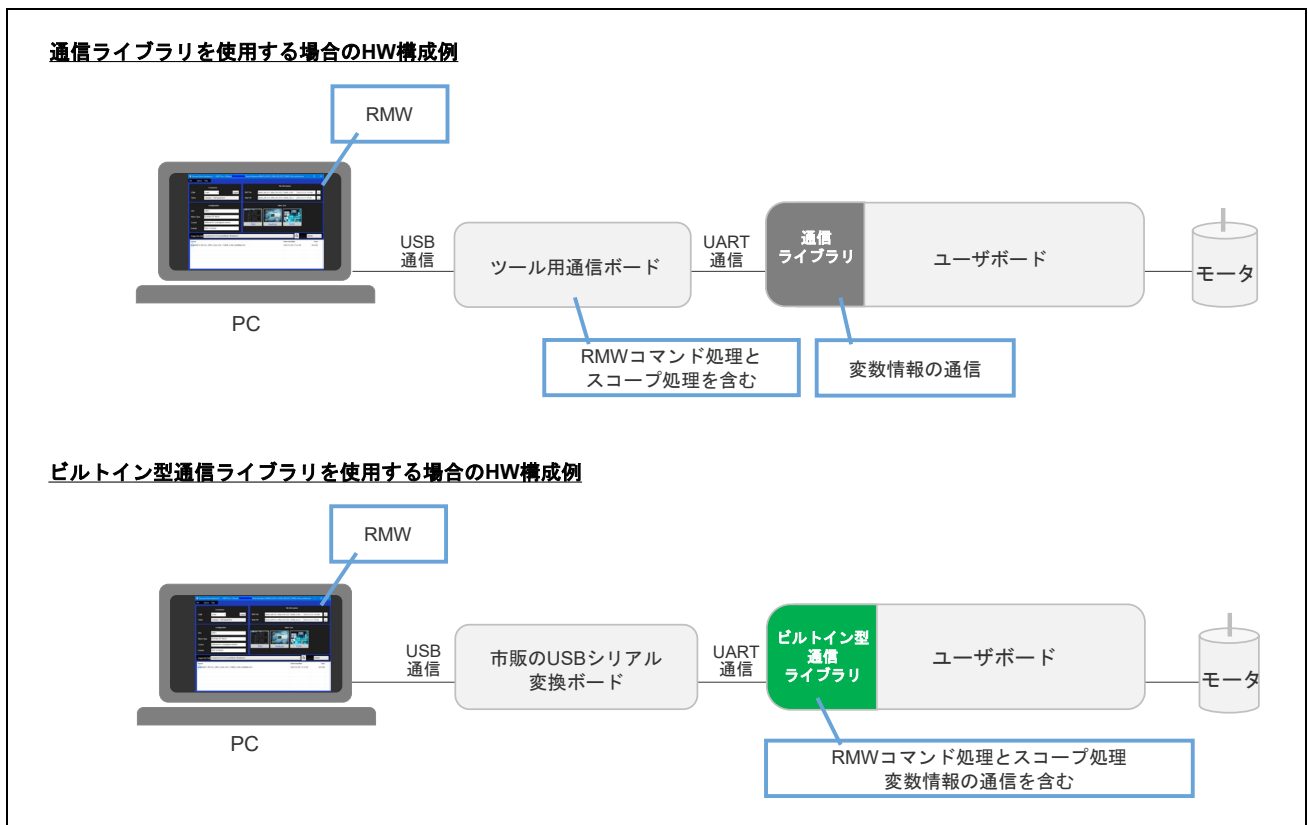 通信ライブラリを使用する場合のHW構成例
RMW
USB
通信
ツール用通信ボード
UART
通信
通信
ライブラリ
ユーザボード
モータ
PC
RMWコマンド処理と
スコープ処理を含む
変数情報の通信
ビルトイン型通信ライブラリを使用する場合のHW構成例
RMW
USB
通信
市販のUSBシリアル
変換ボード
UART
通信
ビルトイン型
通信
ライブラリ
ユーザボード
モータ
PC
RMWコマンド処理とスコープ処理
変数情報の通信を含む